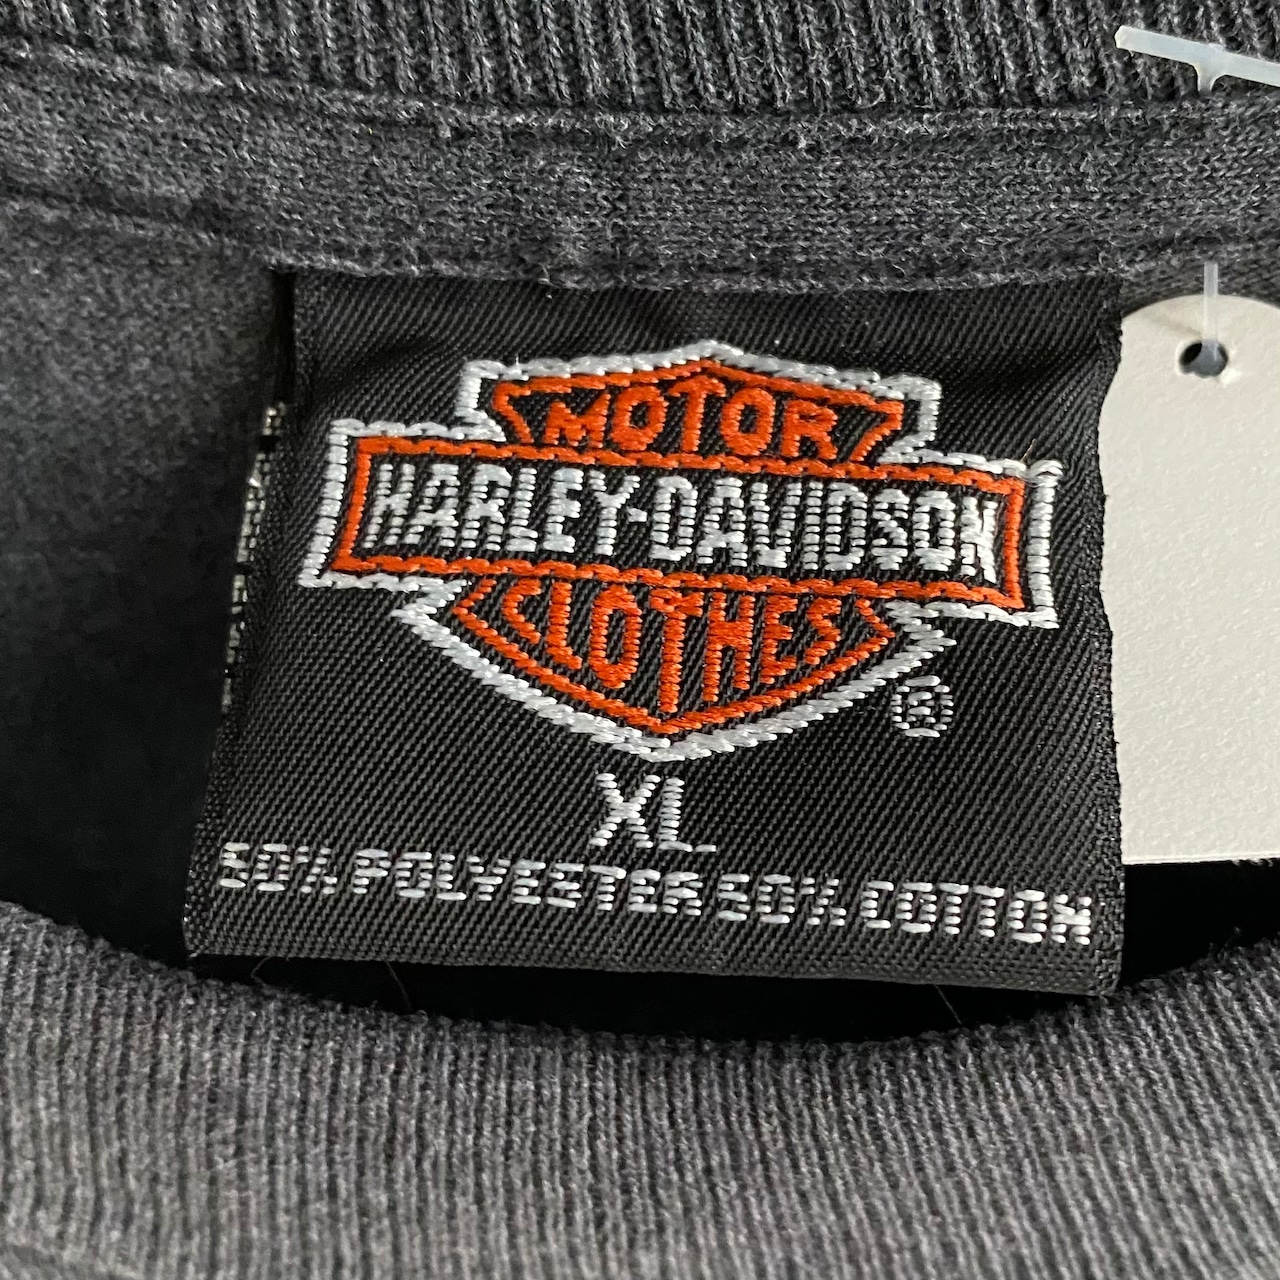 MOTOR
HARLEY-DAVIDSON
CLOTHES
®
XL
50% POLYESTER 50% COTTON